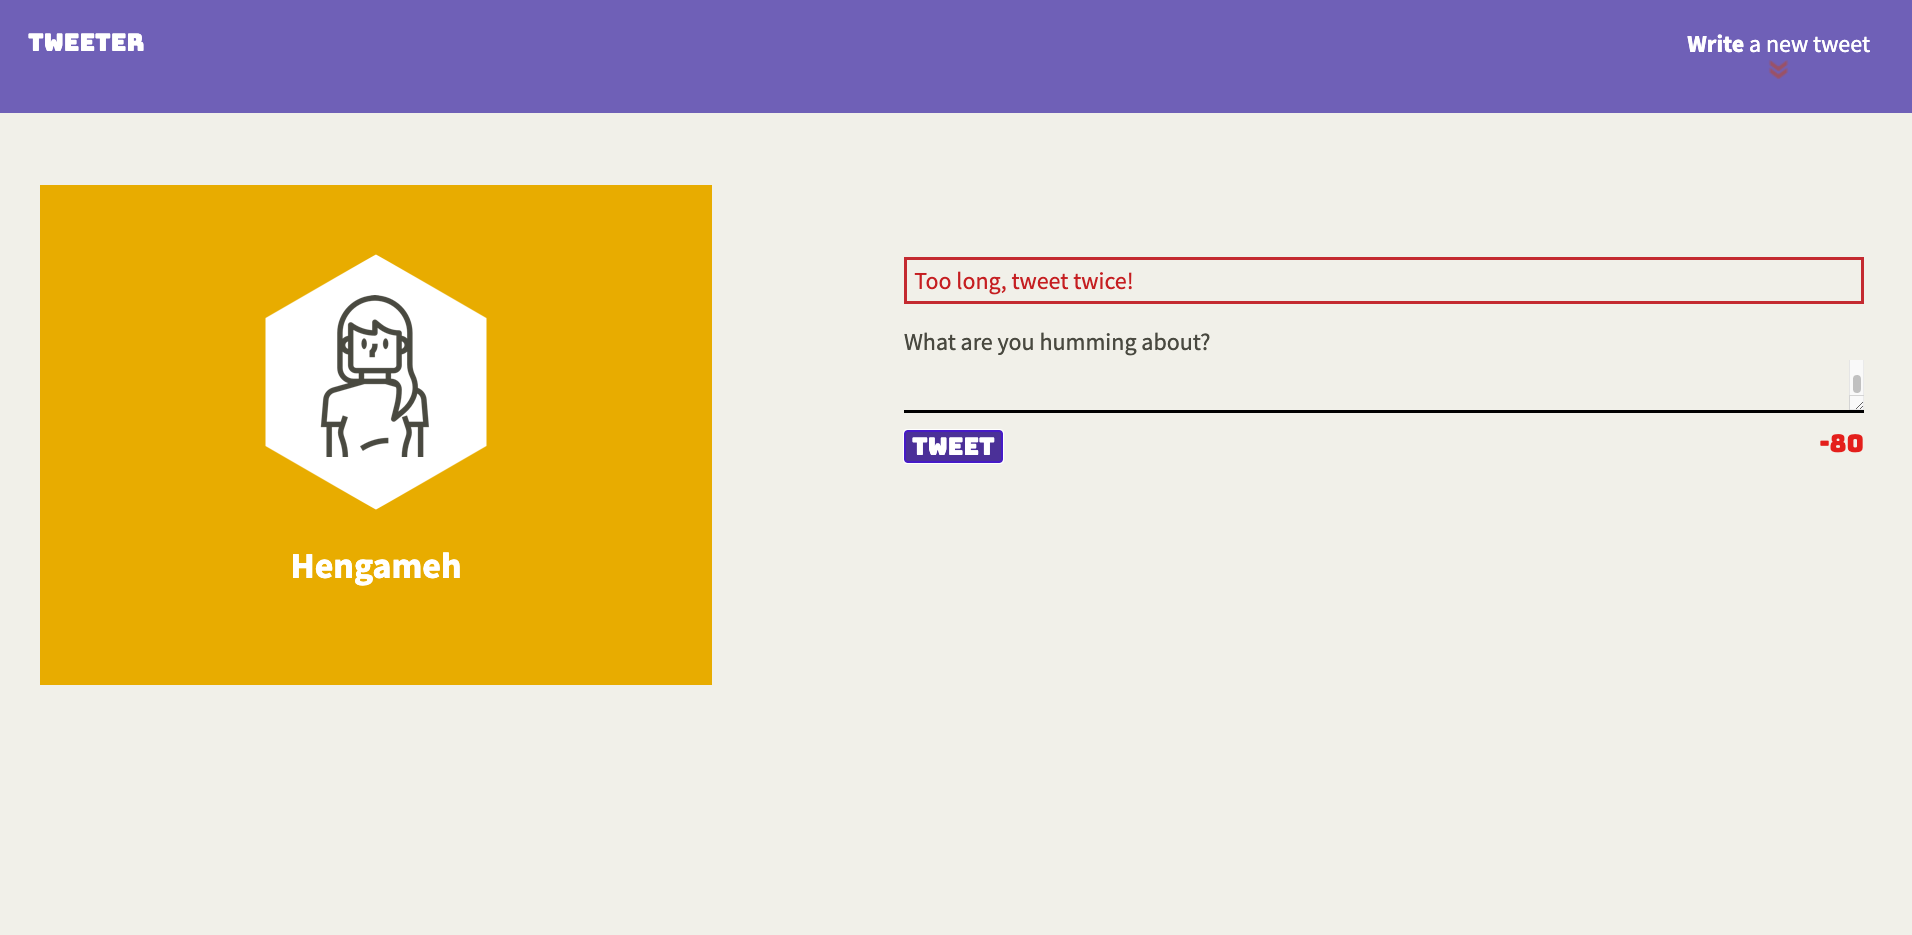 TWEETER
Write a new tweet
Hengameh
Too long, tweet twice!
What are you humming about?
TWEET
-80